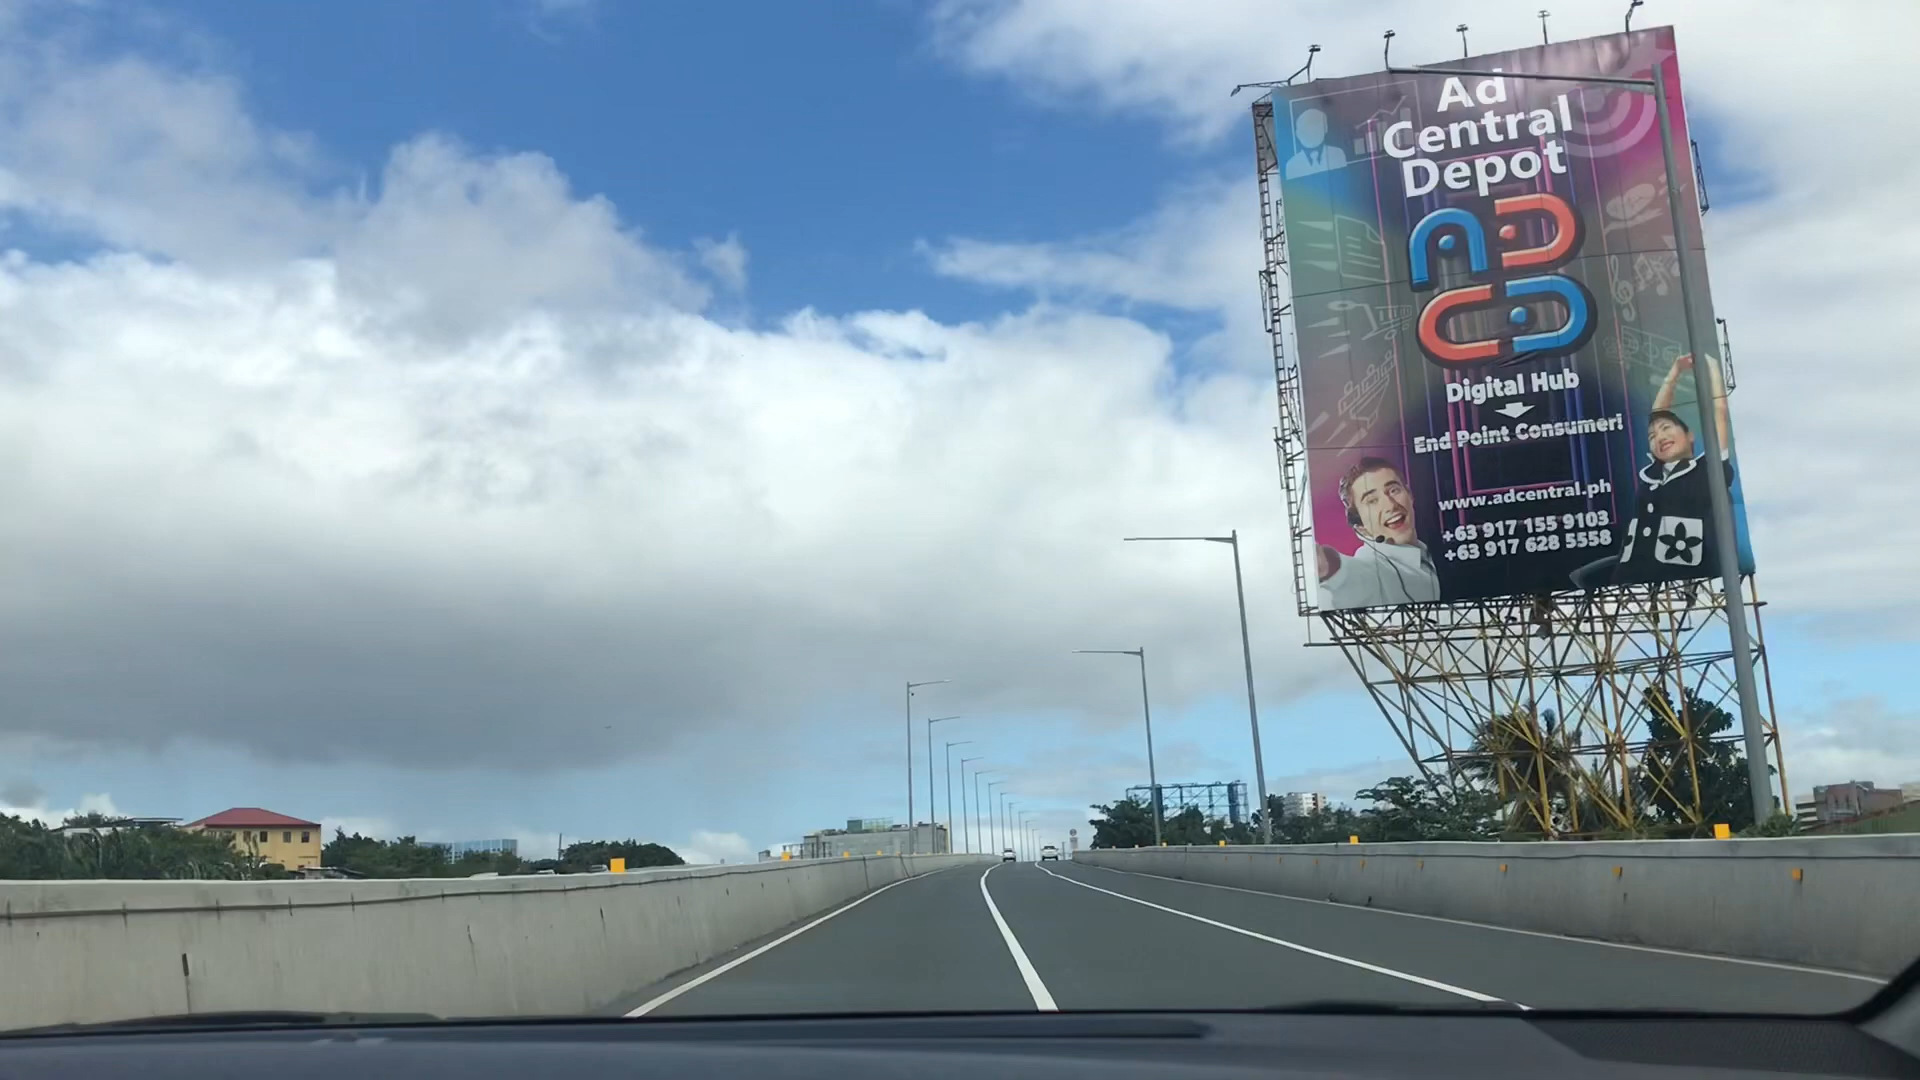 Ad
Central
Depot
Digital Hub
End Point Consumer!
www.adcentral.ph
+63 917 155 9103
+63 917 628 5558